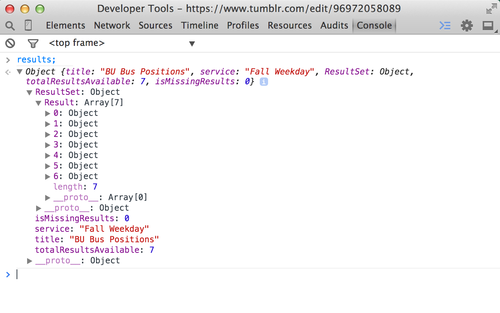 Developer Tools - https://www.tumblr.com/edit/96972058089
Elements Network Sources Timeline Profiles Resources Audits Console
<top frame>
results;
Object {title: "BU Bus Positions", service: "Fall Weekday", ResultSet: Object,
totalResultsAvailable: 7, isMissingResults: 0}
ResultSet: Object
Result: Array[7]
0: Object
1: Object
2: Object
3: Object
4: Object
5: Object
6: Object
length: 7
__proto__: Array[0]
__proto__: Object
isMissingResults: 0
service: "Fall Weekday"
title: "BU Bus Positions"
totalResultsAvailable: 7
__proto__: Object